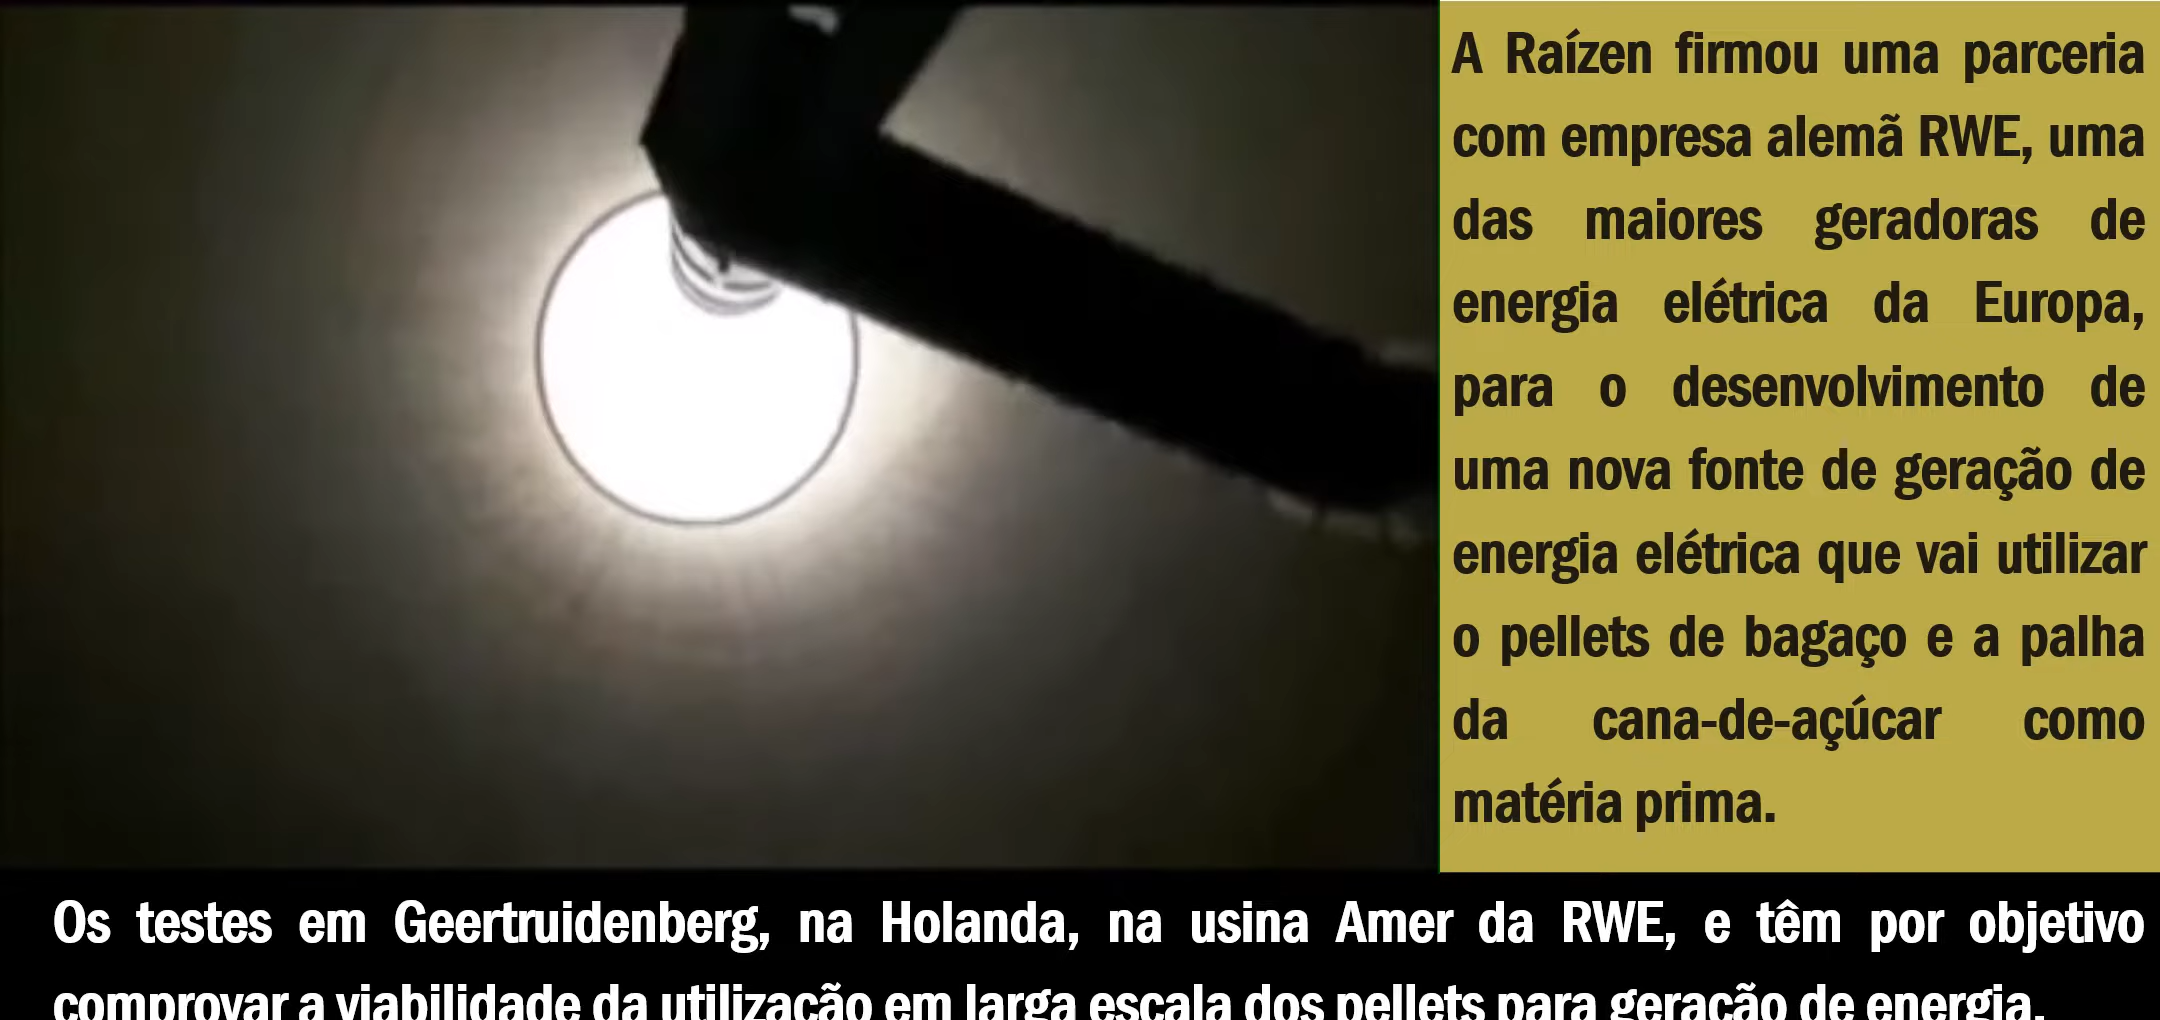 A Raízen firmou uma parceria
com empresa alemã RWE, uma
das maiores geradoras de
energia elétrica da Europa,
para o desenvolvimento de
uma nova fonte de geração de
energia elétrica que vai utilizar
o pellets de bagaço e a palha
da cana-de-açúcar como
matéria prima.
Os testes em Geertruidenberg, na Holanda, na usina Amer da RWE, e têm por objetivo
comprovar a viabilidade da utilização em larga escala dos pellets para geração de energia.